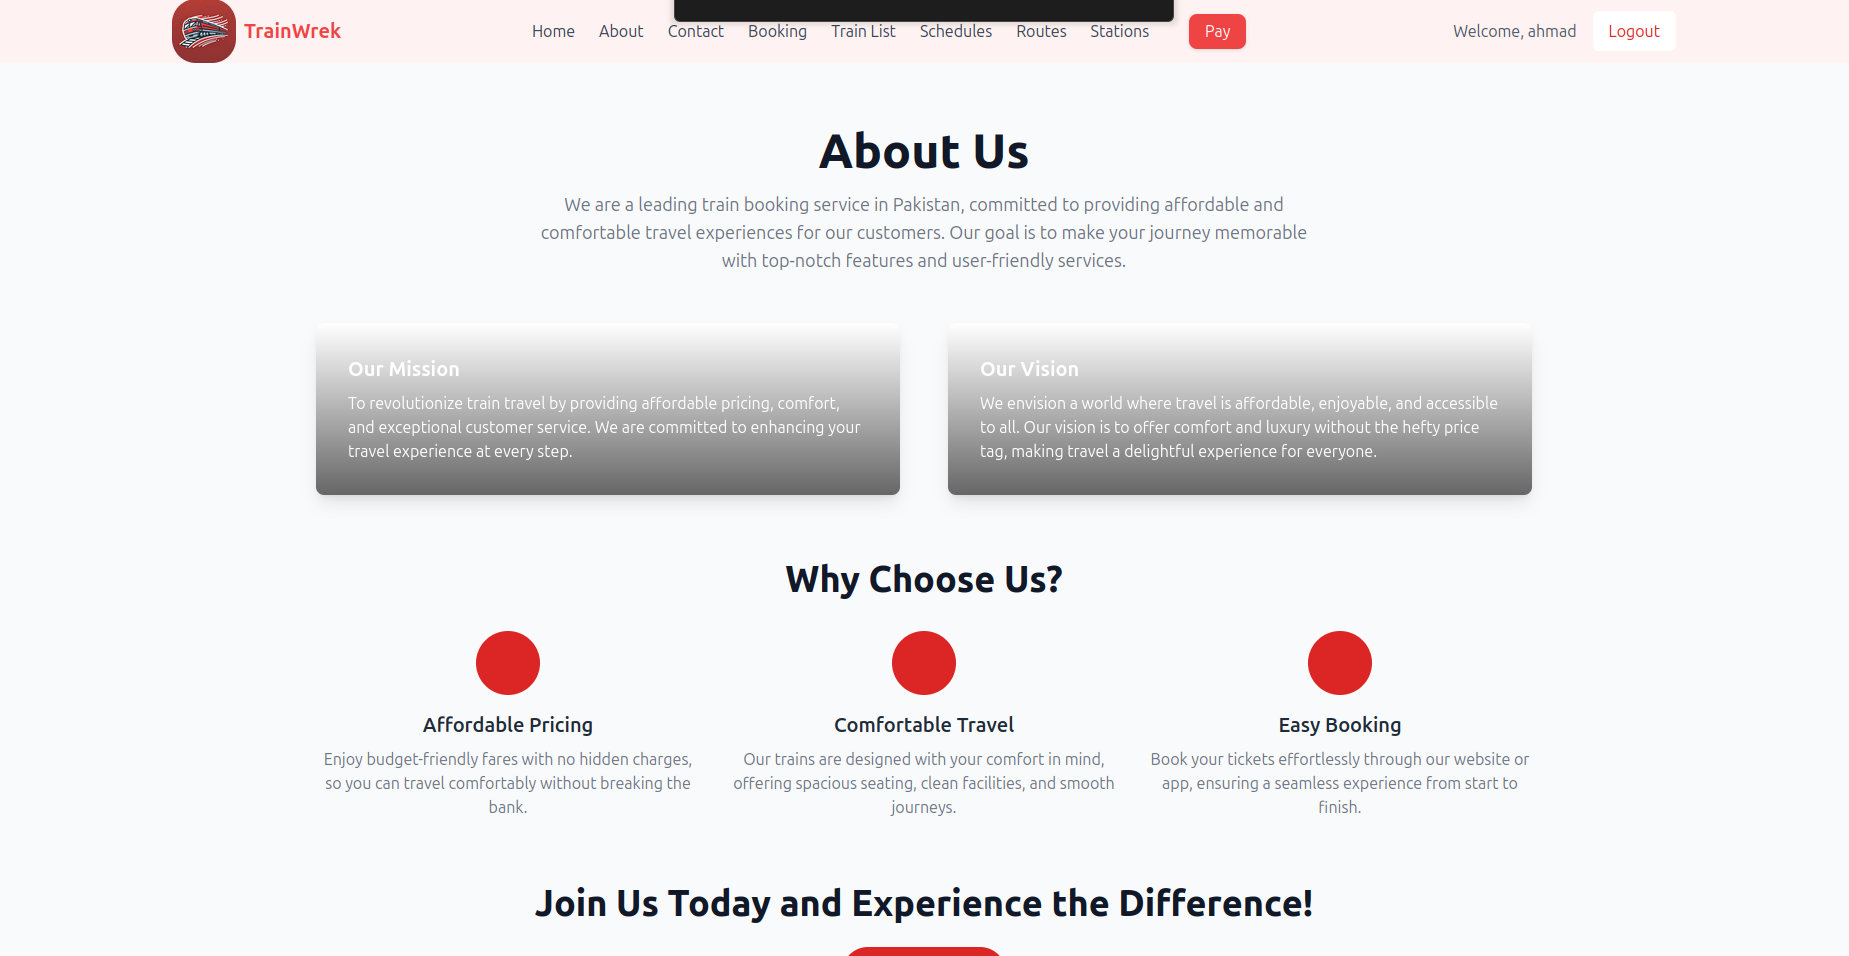 TrainWrek
Home About Contact Booking Train List Schedules Routes Stations Pay
Welcome, ahmad Logout
About Us
We are a leading train booking service in Pakistan, committed to providing affordable and
comfortable travel experiences for our customers. Our goal is to make your journey memorable
with top-notch features and user-friendly services.
Our Mission
To revolutionize train travel by providing affordable pricing, comfort,
and exceptional customer service. We are committed to enhancing your
travel experience at every step.
Our Vision
We envision a world where travel is affordable, enjoyable, and accessible
to all. Our vision is to offer comfort and luxury without the hefty price
tag, making travel a delightful experience for everyone.
Why Choose Us?
Affordable Pricing
Enjoy budget-friendly fares with no hidden charges,
so you can travel comfortably without breaking the
bank.
Comfortable Travel
Our trains are designed with your comfort in mind,
offering spacious seating, clean facilities, and smooth
journeys.
Easy Booking
Book your tickets effortlessly through our website or
app, ensuring a seamless experience from start to
finish.
Join Us Today and Experience the Difference!